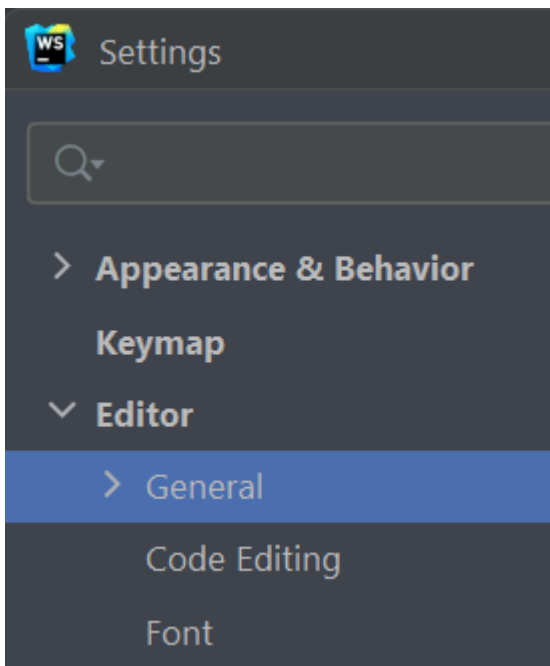 WS
Settings
Appearance & Behavior
Keymap
Editor
General
Code Editing
Font